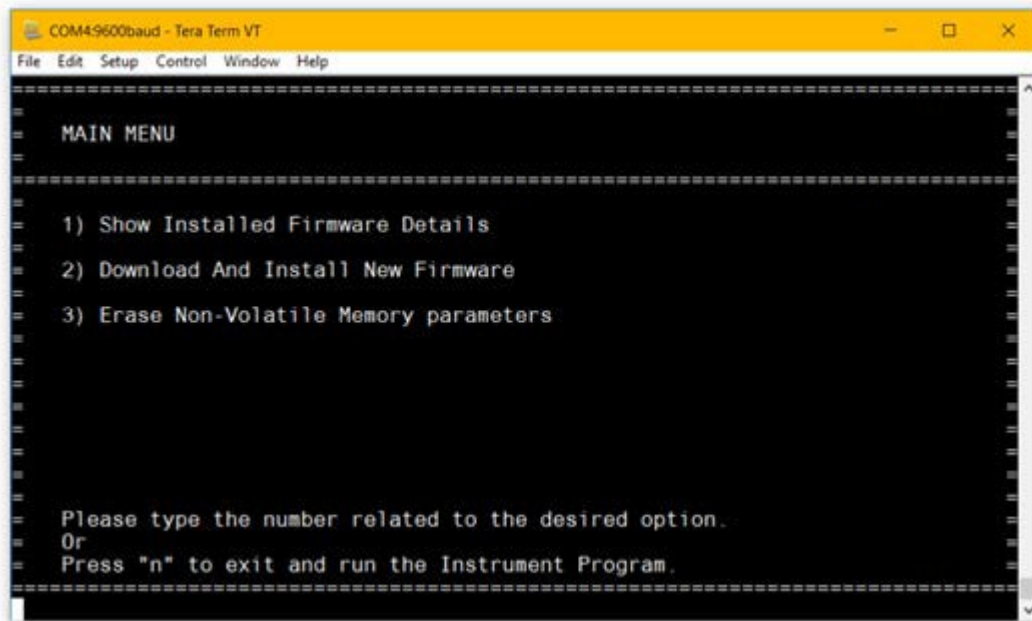 COM4:9600baud - Tera Term VT
File Edit Setup Control Window Help
MAIN MENU
1) Show Installed Firmware Details
2) Download And Install New Firmware
3) Erase Non-Volatile Memory parameters
Please type the number related to the desired option.
Or
Press "n" to exit and run the Instrument Program.